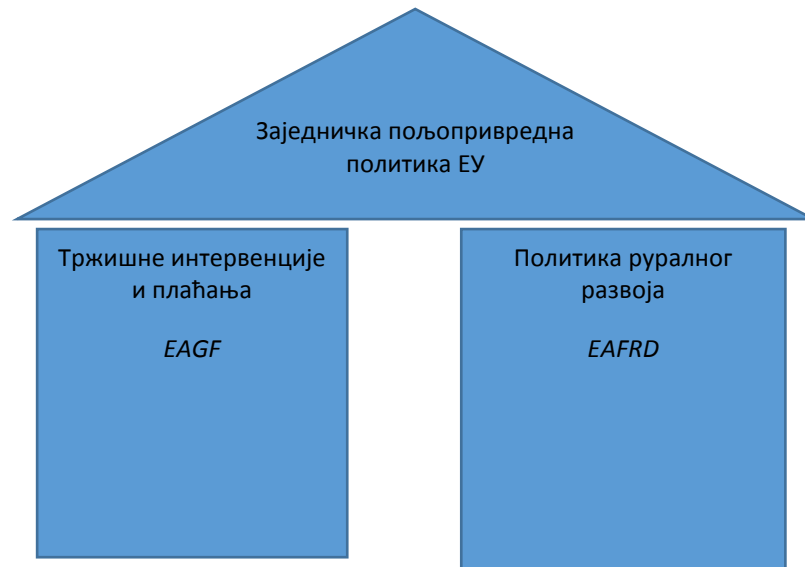 Заједничка пољопривредна
политика ЕУ
Тржишне интервенције
и плаћања
EAGF
Политика руралног
развоја
EAFRD